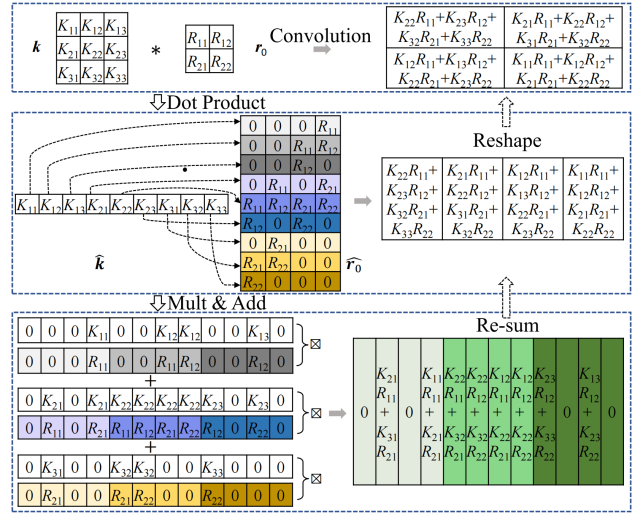 k K₁₁ K₁₂ K₁₃ * R₁₁ R₁₂ r₀ Convolution
K₂₁ K₂₂ K₂₃ R₂₁ R₂₂
K₃₁ K₃₂ K₃₃
K₂₂R₁₁+K₂₃R₁₂+ K₂₁R₁₁+K₂₂R₁₂+
K₃₂R₂₁+K₃₃R₂₂ K₃₁R₂₁+K₃₂R₂₂
K₁₂R₁₁+K₁₃R₁₂+ K₁₁R₁₁+K₁₂R₁₂+
K₂₂R₂₁+K₂₃R₂₂ K₂₁R₂₁+K₂₂R₂₂
Dot Product
0 0 0 R₁₁
0 0 R₁₁ R₁₂
0 0 R₁₂ 0
0 R₁₁ 0 R₂₁
R₁₁ R₁₂ R₂₁ R₂₂
R₁₂ 0 R₂₂ 0
0 R₂₁ 0 0
R₂₁ R₂₂ 0 0
R₂₂ 0 0 0
K₁₁ K₁₂ K₁₃ K₂₁ K₂₂ K₂₃ K₃₁ K₃₂ K₃₃
k̂
r̂₀
Reshape
K₂₂R₁₁+ K₂₁R₁₁+ K₁₂R₁₁+ K₁₁R₁₁+
K₂₃R₁₂+ K₂₂R₁₂+ K₁₃R₁₂+ K₁₂R₁₂+
K₃₂R₂₁+ K₃₁R₂₁+ K₂₂R₂₁+ K₂₁R₂₁+
K₃₃R₂₂ K₃₂R₂₂ K₂₃R₂₂ K₂₂R₂₂
Mult & Add
0 0 0 K₁₁ 0 0 K₁₂ K₁₂ 0 0 K₁₃ 0 ⊠
0 0 0 R₁₁ 0 0 R₁₁ R₁₂ 0 0 R₁₂ 0
+
0 K₂₁ 0 K₂₁ K₂₂ K₂₂ K₂₂ K₂₂ K₂₃ 0 K₂₃ 0 ⊠
0 R₁₁ 0 R₂₁ R₁₁ R₁₂ R₂₁ R₂₂ R₁₂ 0 R₂₂ 0
+
0 K₃₁ 0 0 K₃₂ K₃₂ 0 0 K₃₃ 0 0 0 ⊠
0 R₂₁ 0 0 R₂₁ R₂₂ 0 0 R₂₂ 0 0 0
Re-sum
K₂₁ K₁₁ K₂₂ K₂₂ K₁₂ K₁₂ K₂₃ K₁₃
R₁₁ R₁₁ R₁₁ R₁₂ R₁₁ R₁₂ R₁₂ R₁₂
0 + 0 + + + + + + 0 + 0
K₃₁ K₂₁ K₃₂ K₃₂ K₂₂ K₂₂ K₃₃ K₂₃
R₂₁ R₂₁ R₂₁ R₂₂ R₂₁ R₂₂ R₂₂ R₂₂